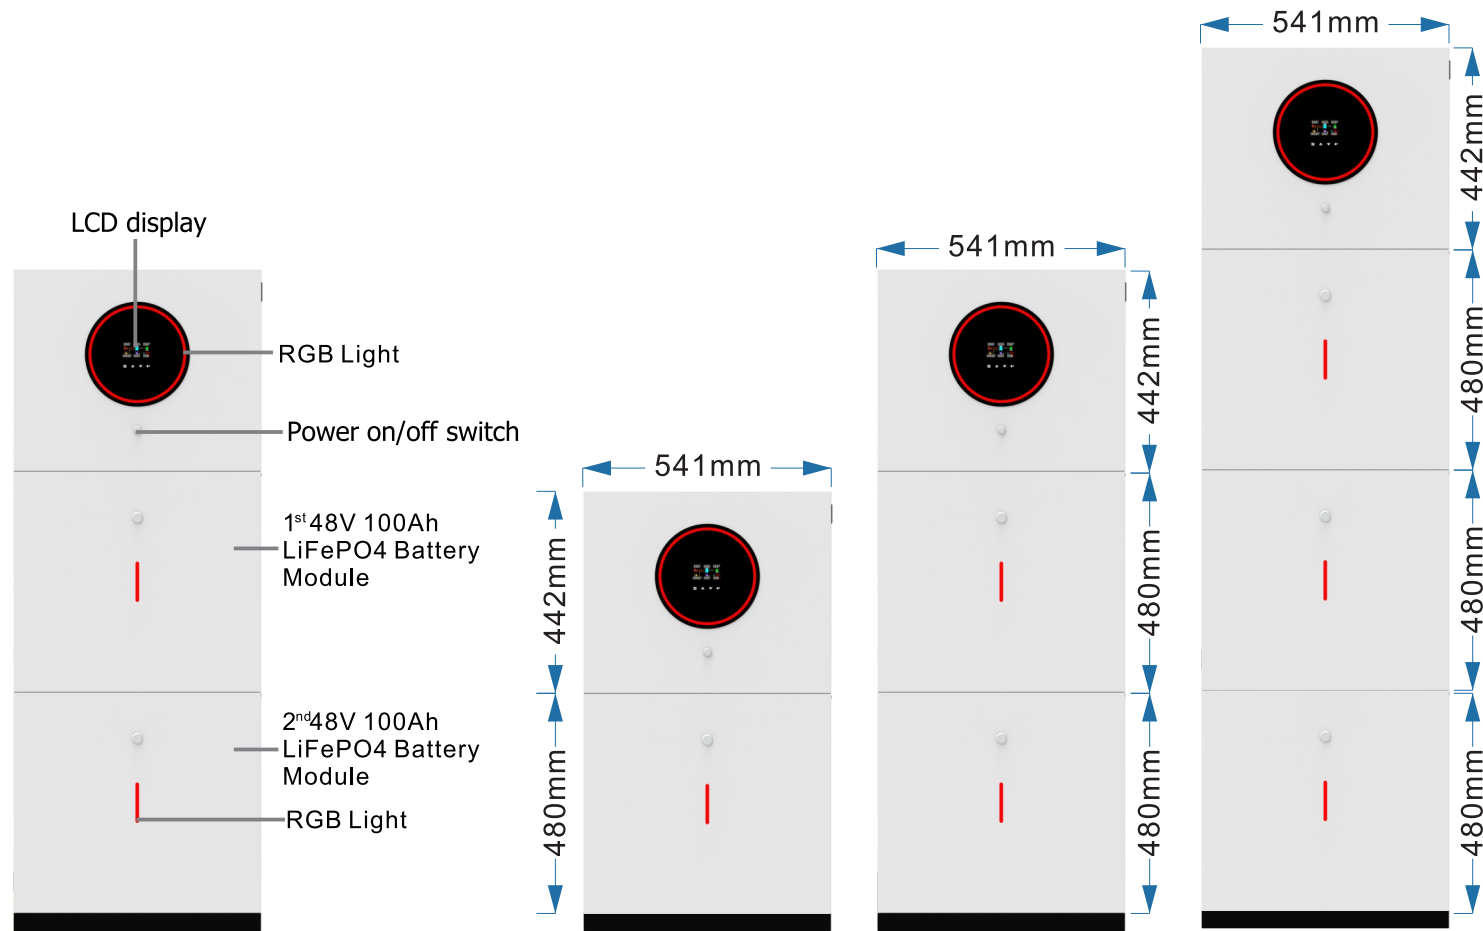 LCD display
RGB Light
Power on/off switch
1st 48V 100Ah
LiFePO4 Battery
Module
2nd 48V 100Ah
LiFePO4 Battery
Module
RGB Light
541mm
442mm
480mm
541mm
442mm
480mm
480mm
541mm
442mm
480mm
480mm
480mm